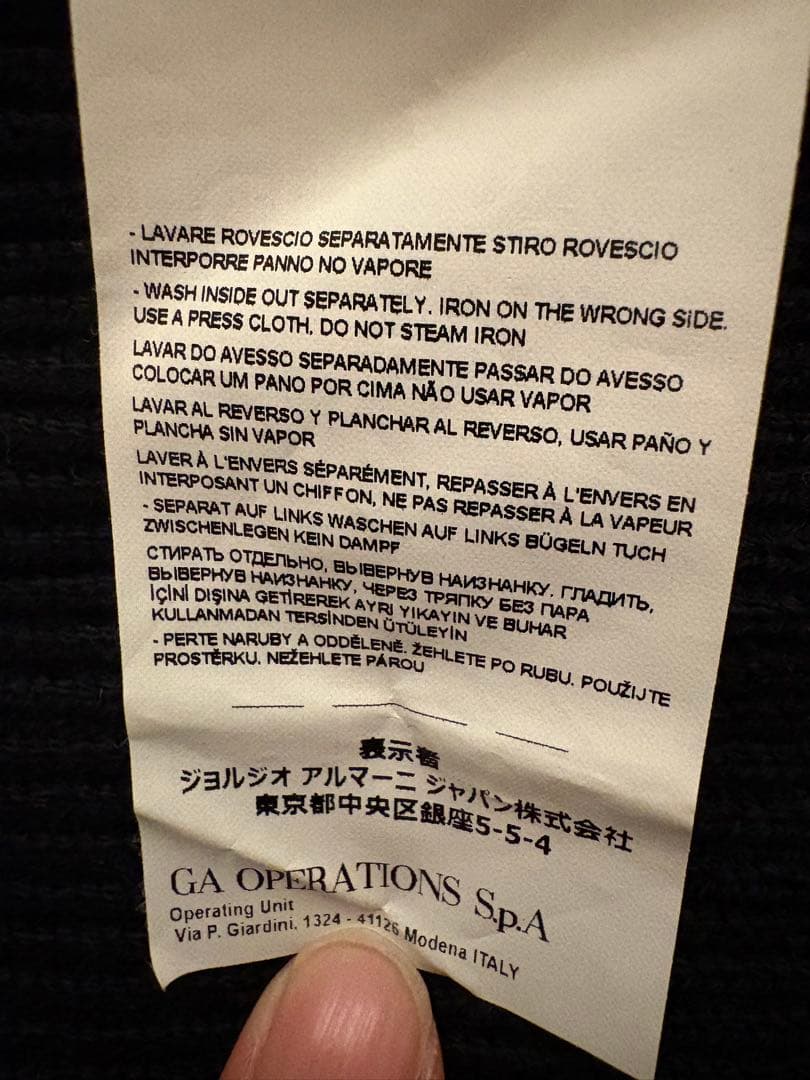 - LAVARE ROVESCIO SEPARATAMENTE STIRO ROVESCIO
INTERPORRE PANNO NO VAPORE
- WASH INSIDE OUT SEPARATELY. IRON ON THE WRONG SIDE.
USE A PRESS CLOTH. DO NOT STEAM IRON
LAVAR DO AVESSO SEPARADAMENTE PASSAR DO AVESSO
COLOCAR UM PANO POR CIMA NÃO USAR VAPOR
LAVAR AL REVERSO Y PLANCHAR AL REVERSO, USAR PAÑO Y
PLANCHA SIN VAPOR
LAVER À L'ENVERS SÉPARÉMENT, REPASSER À L'ENVERS EN
INTERPOSANT UN CHIFFON, NE PAS REPASSER À LA VAPEUR
- SEPARAT AUF LINKS WASCHEN AUF LINKS BÜGELN TUCH
ZWISCHENLEGEN KEIN DAMPF
СТИРАТЬ ОТДЕЛЬНО, ВЫВЕРНУВ НАИЗНАНКУ. ГЛАДИТЬ,
ВЫВЕРНУВ НАИЗНАНКУ, ЧЕРЕЗ ТРЯПКУ БЕЗ ПАРА
İÇİNİ DIŞINA GETİREREK AYRI YIKAYIN VE BUHAR
KULLANMADAN TERSİNDEN ÜTÜLEYİN
- PERTE NARUBY A ODDĚLENĚ. ŽEHLETE PO RUBU. POUŽIJTE
PROSTĚRKU. NEŽEHLETE PÁROU
表示者
ジョルジオ アルマーニ ジャパン株式会社
東京都中央区銀座5-5-4
GA OPERATIONS S.p.A
Operating Unit
Via P. Giardini. 1324 - 41126 Modena ITALY